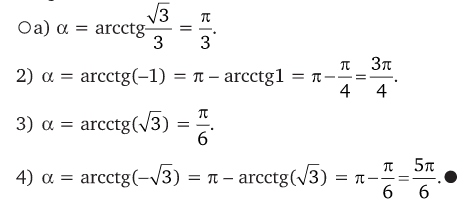 ○a) α = arcctg √3/3 = π/3.
2) α = arcctg(–1) = π – arcctg1 = π – π/4 = 3π/4.
3) α = arcctg(√3) = π/6.
4) α = arcctg(–√3) = π – arcctg(√3) = π – π/6 = 5π/6.●